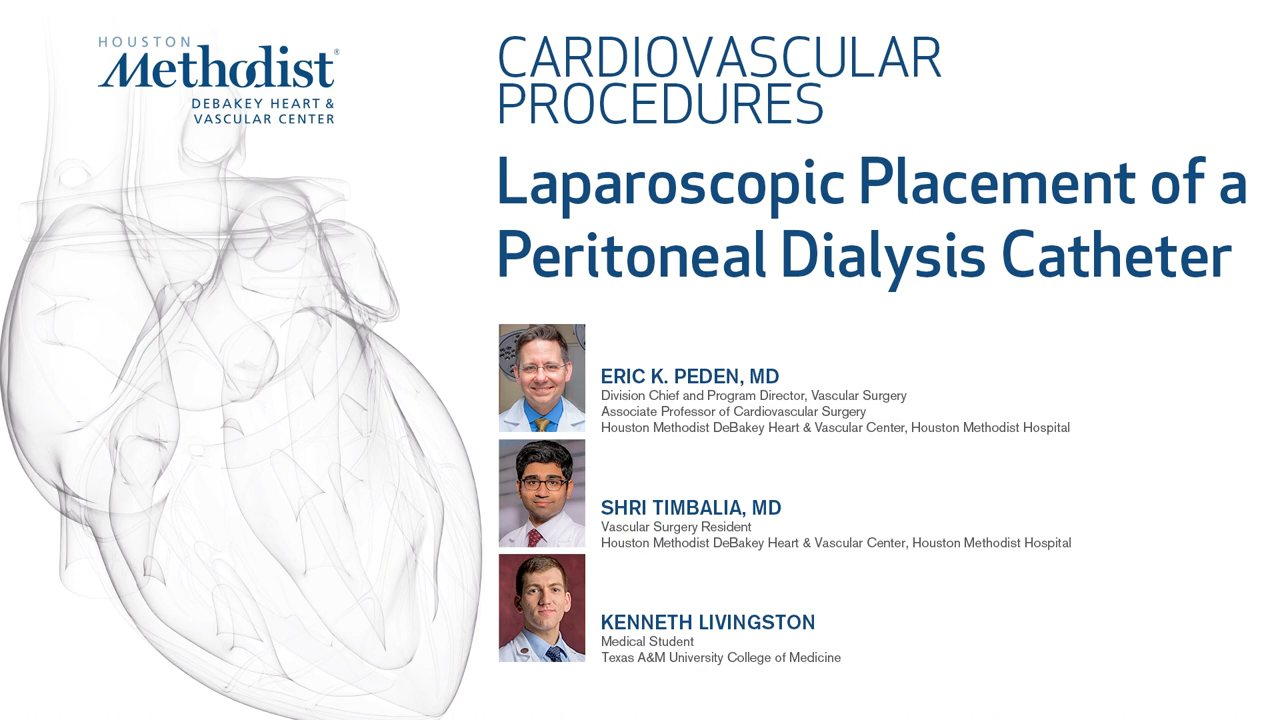 HOUSTON
Methodist®
DEBAKEY HEART &
VASCULAR CENTER
CARDIOVASCULAR
PROCEDURES
Laparoscopic Placement of a
Peritoneal Dialysis Catheter
ERIC K. PEDEN, MD
Division Chief and Program Director, Vascular Surgery
Associate Professor of Cardiovascular Surgery
Houston Methodist DeBakey Heart & Vascular Center, Houston Methodist Hospital
SHRI TIMBALIA, MD
Vascular Surgery Resident
Houston Methodist DeBakey Heart & Vascular Center, Houston Methodist Hospital
KENNETH LIVINGSTON
Medical Student
Texas A&M University College of Medicine